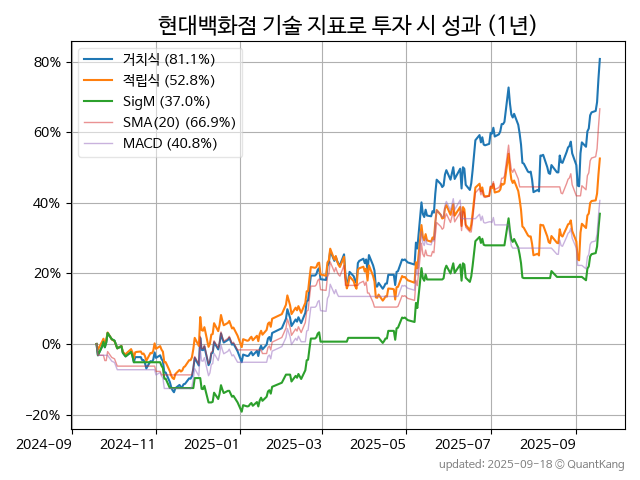 현대백화점 기술 지표로 투자 시 성과 (1년)
80%
60%
40%
20%
0%
−20%
거치식 (81.1%)
적립식 (52.8%)
SigM (37.0%)
SMA(20) (66.9%)
MACD (40.8%)
2024-09
2024-11
2025-01
2025-03
2025-05
2025-07
2025-09
updated: 2025-09-18 © QuantKang